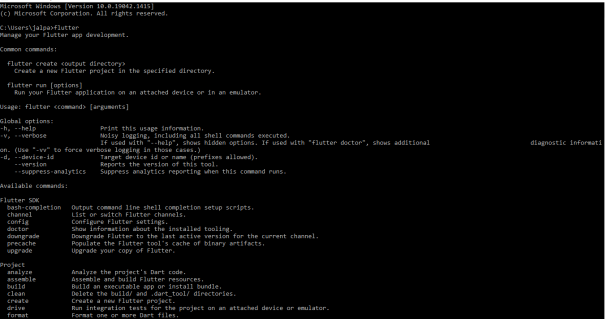 Microsoft Windows [Version 10.0.19042.1415]
(c) Microsoft Corporation. All rights reserved.
C:\Users\jalpa>flutter
Manage your Flutter app development.
Common commands:
flutter create <output directory>
Create a new Flutter project in the specified directory.
flutter run [options]
Run your Flutter application on an attached device or in an emulator.
Usage: flutter <command> [arguments]
Global options:
-h, --help Print this usage information.
-v, --verbose Noisy logging, including all shell commands executed.
If used with "--help", shows hidden options. If used with "flutter doctor", shows additional diagnostic informati
on. (Use "-vv" to force verbose logging in those cases.)
-d, --device-id Target device id or name (prefixes allowed).
--version Reports the version of this tool.
--suppress-analytics Suppress analytics reporting when this command runs.
Available commands:
Flutter SDK
bash-completion Output command line shell completion setup scripts.
channel List or switch Flutter channels.
config Configure Flutter settings.
doctor Show information about the installed tooling.
downgrade Downgrade Flutter to the last active version for the current channel.
precache Populate the Flutter tool's cache of binary artifacts.
upgrade Upgrade your copy of Flutter.
Project
analyze Analyze the project's Dart code.
assemble Assemble and build Flutter resources.
build Build an executable app or install bundle.
clean Delete the build/ and .dart_tool/ directories.
create Create a new Flutter project.
drive Run integration tests for the project on an attached device or emulator.
format Format one or more Dart files.